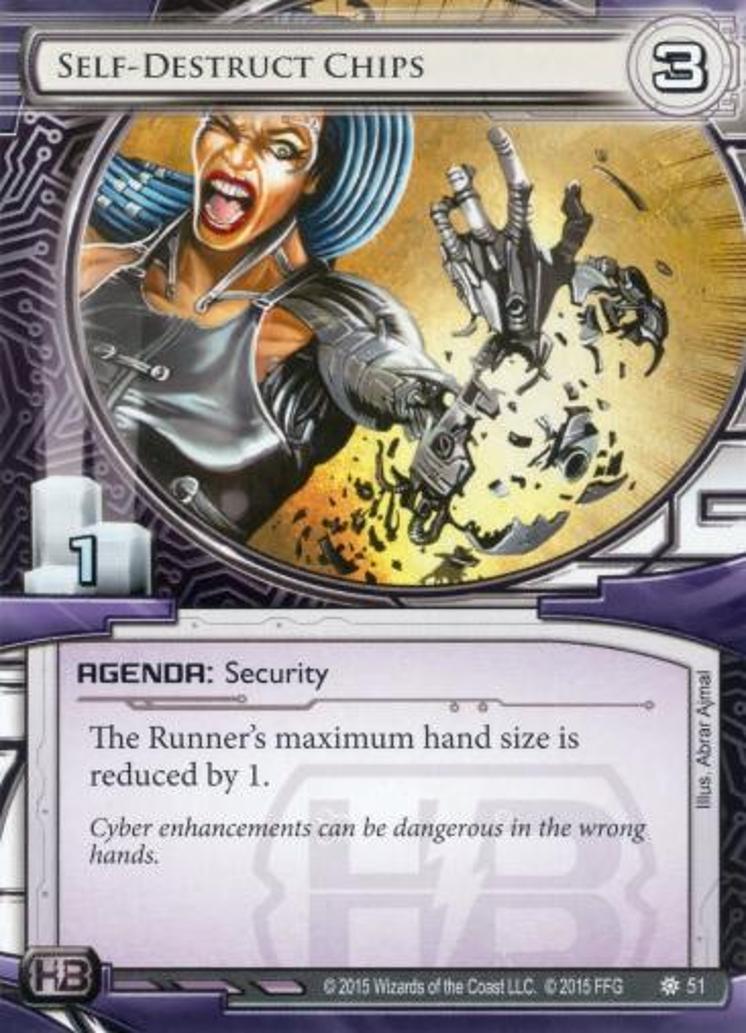 Self-Destruct Chips
3
1
AGENDA: Security
The Runner's maximum hand size is
reduced by 1.
Cyber enhancements can be dangerous in the wrong
hands.
Illus. Abrar Ajmal
HB
HB
© 2015 Wizards of the Coast LLC. © 2015 FFG
51